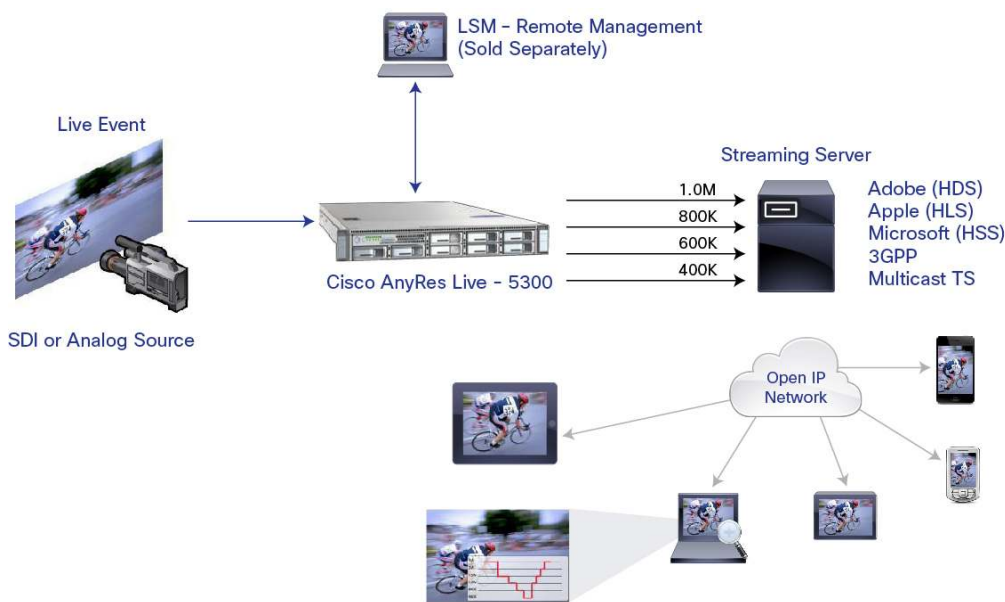 LSM - Remote Management
(Sold Separately)
Live Event
Streaming Server
1.0M
800K
600K
400K
Adobe (HDS)
Apple (HLS)
Microsoft (HSS)
3GPP
Multicast TS
Cisco AnyRes Live - 5300
SDI or Analog Source
Open IP
Network